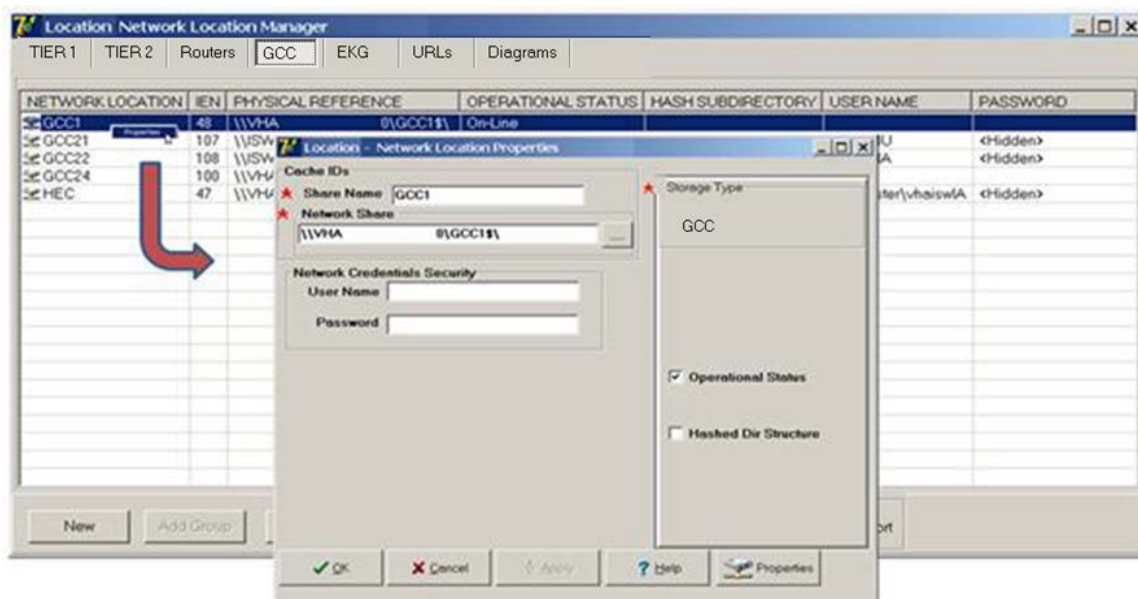 Location Network Location Manager
TIER 1 TIER 2 Routers GCC EKG URLs Diagrams
NETWORK LOCATION IEN PHYSICAL REFERENCE OPERATIONAL STATUS HASH SUBDIRECTORY USER NAME PASSWORD
GCC1 48 \\VHA 0\GCC1$\ On-Line
Properties
GCC21 107 \\ISW <Hidden>
GCC22 108 \\ISW <Hidden>
GCC24 100
HEC 47 <Hidden>
Location - Network Location Properties
Cache IDs
Share Name GCC1
Network Share
\\VHA 0\GCC1$\
...
Network Credentials Security
User Name
Password
Storage Type
GCC
Operational Status
Hashed Dir Structure
New Add Group
OK Cancel Apply Help Properties